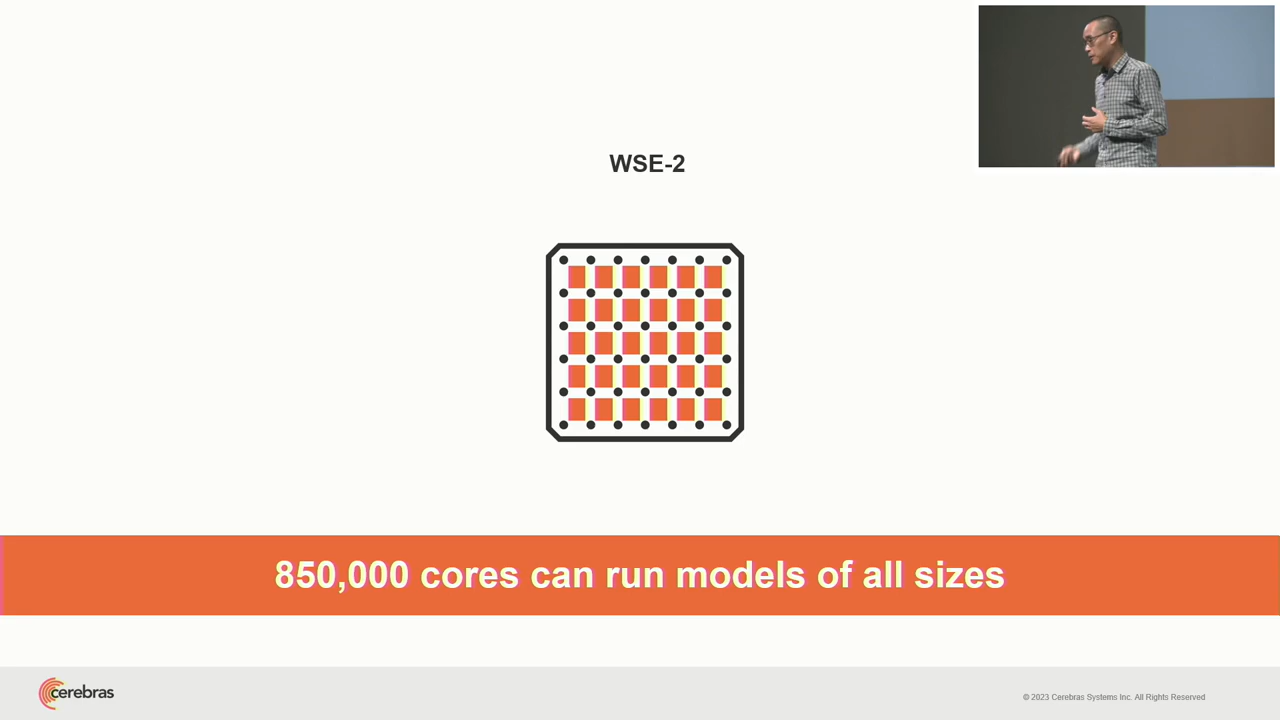 WSE-2
850,000 cores can run models of all sizes
cerebras
© 2023 Cerebras Systems Inc. All Rights Reserved